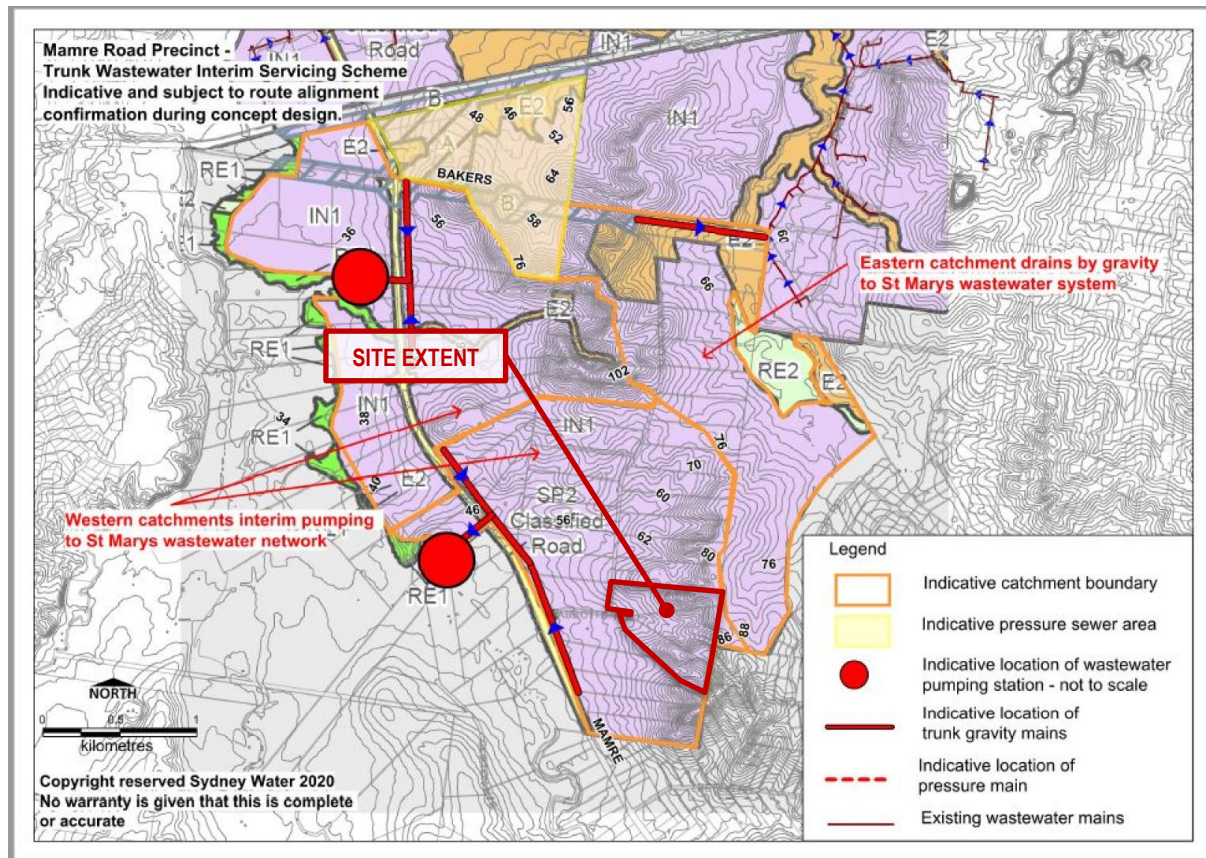 Mamre Road Precinct -
Trunk Wastewater Interim Servicing Scheme
Indicative and subject to route alignment
confirmation during concept design.
Road
IN1
E2
B
E2
56
48
46
E2
52
IN1
RE1
E2
A
BAKERS
64
B
58
IN1
56
36
76
60
E2
66
Eastern catchment drains by gravity
to St Marys wastewater system
E2
SITE EXTENT
RE1
102
RE2
E2
IN1
38
34
RE1
IN1
76
70
40
E2
60
SP2
Classified
Road
46
56
62
80
76
Western catchments interim pumping
to St Marys wastewater network
RE1
86
88
MAMRE
NORTH
0 0.5 1
kilometres
Copyright reserved Sydney Water 2020
No warranty is given that this is complete
or accurate
Legend
Indicative catchment boundary
Indicative pressure sewer area
Indicative location of wastewater
pumping station - not to scale
Indicative location of
trunk gravity mains
Indicative location of
pressure main
Existing wastewater mains